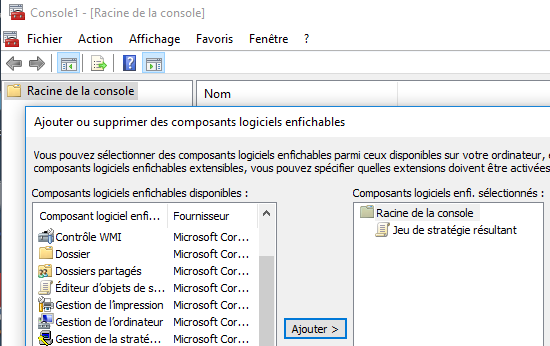 Console1 - [Racine de la console]
Fichier Action Affichage Favoris Fenêtre ?
Racine de la console
Nom
Ajouter ou supprimer des composants logiciels enfichables
Vous pouvez sélectionner des composants logiciels enfichables parmi ceux disponibles sur votre ordinateur,
composants logiciels enfichables extensibles, vous pouvez spécifier quelles extensions doivent être activées
Composants logiciels enfichables disponibles :
Composant logiciel enfi... Fournisseur
Contrôle WMI Microsoft Cor...
Dossier Microsoft Cor...
Dossiers partagés Microsoft Cor...
Éditeur d'objets de s... Microsoft Cor...
Gestion de l'impression Microsoft Cor...
Gestion de l'ordinateur Microsoft Cor...
Gestion de la straté... Microsoft Cor...
Ajouter >
Composants logiciels enfi. sélectionnés :
Racine de la console
Jeu de stratégie résultant